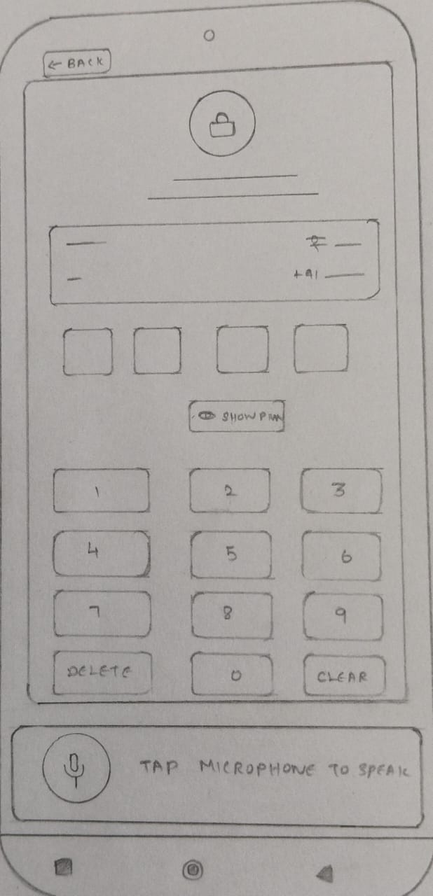 ← BACK
₹
+91
SHOW PIN
1 2 3
4 5 6
7 8 9
DELETE 0 CLEAR
TAP MICROPHONE TO SPEAK